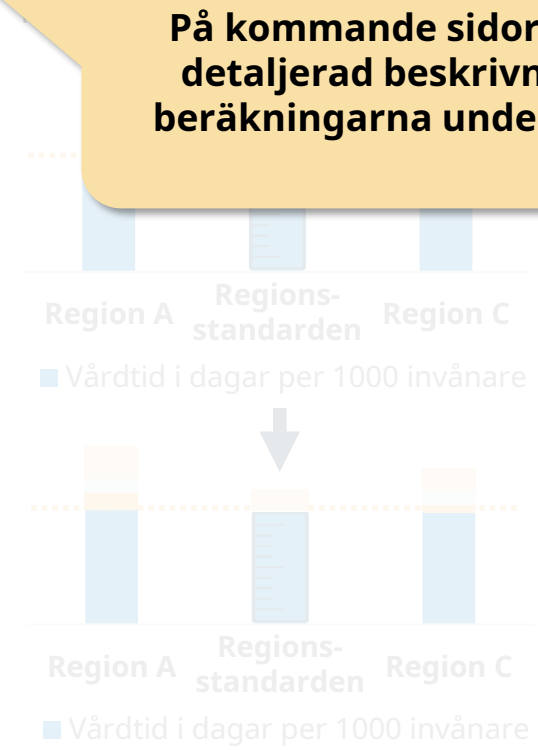 På kommande sidor
detaljerad beskrivn
beräkningarna unde
Region A
Regions-
standarden
Region C
Vårdtid i dagar per 1000 invånare
Region A
Regions-
standarden
Region C
Vårdtid i dagar per 1000 invånare